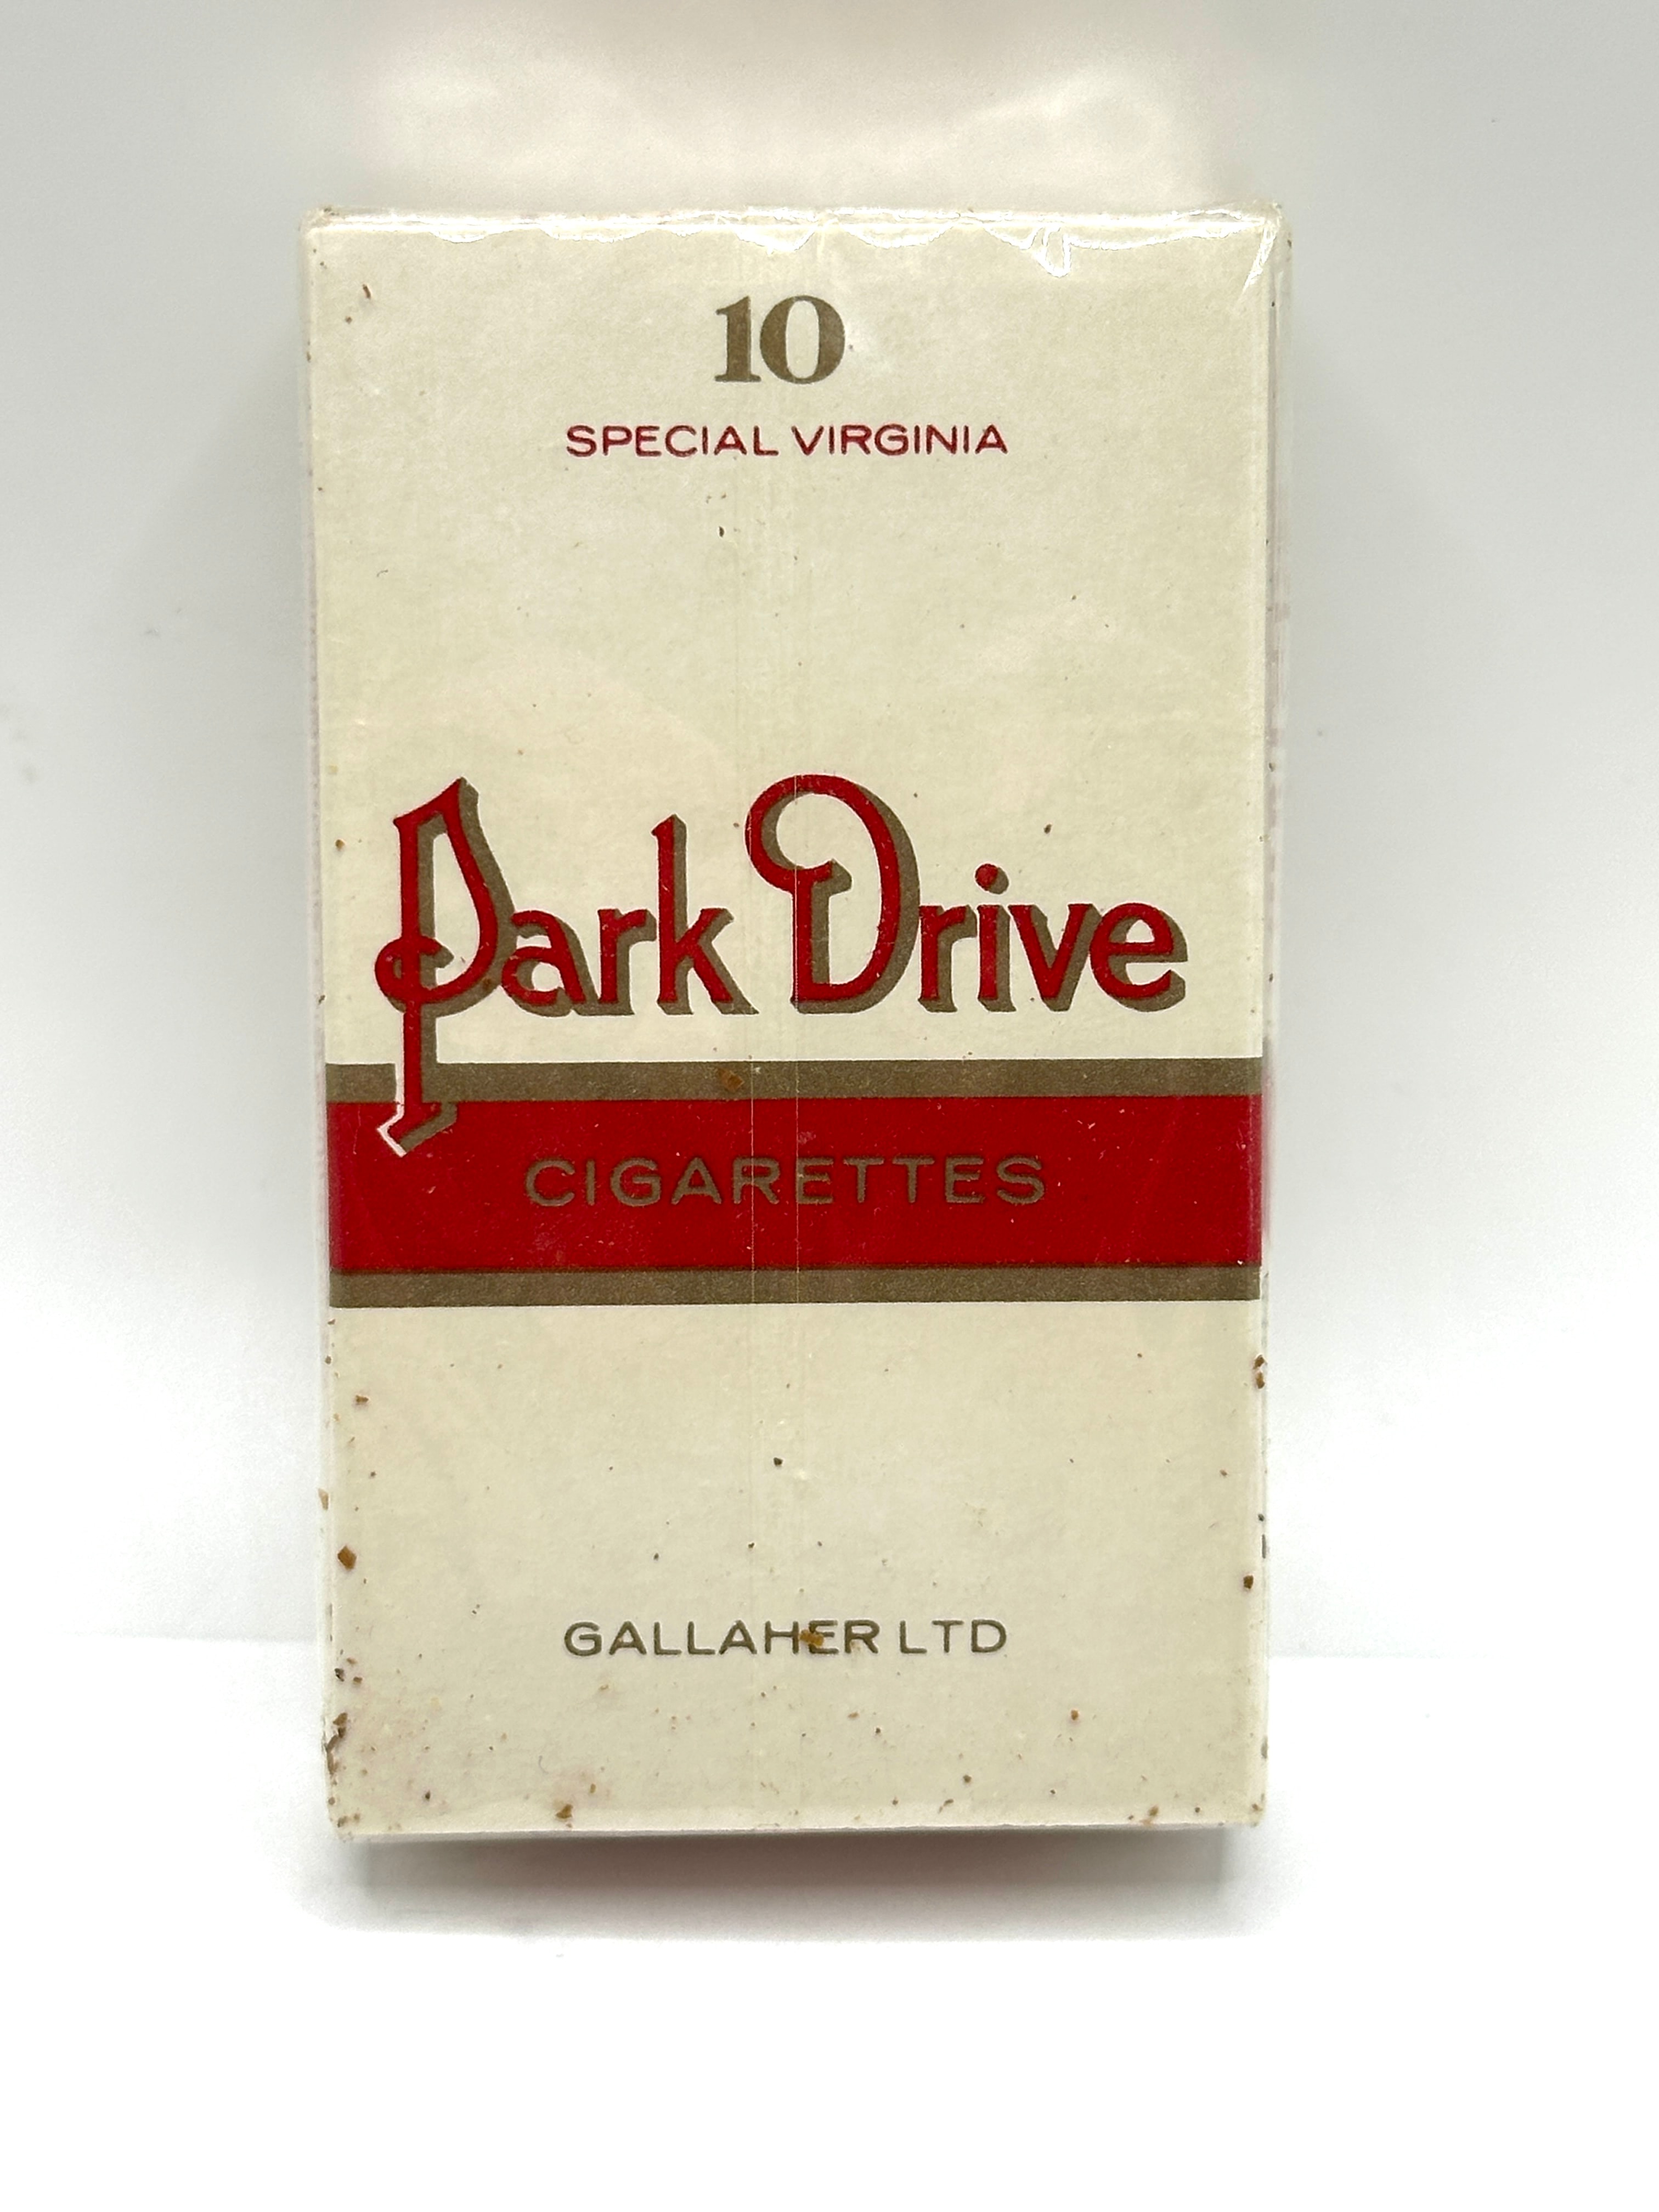 10
SPECIAL VIRGINIA
Park Drive
CIGARETTES
GALLAHER LTD